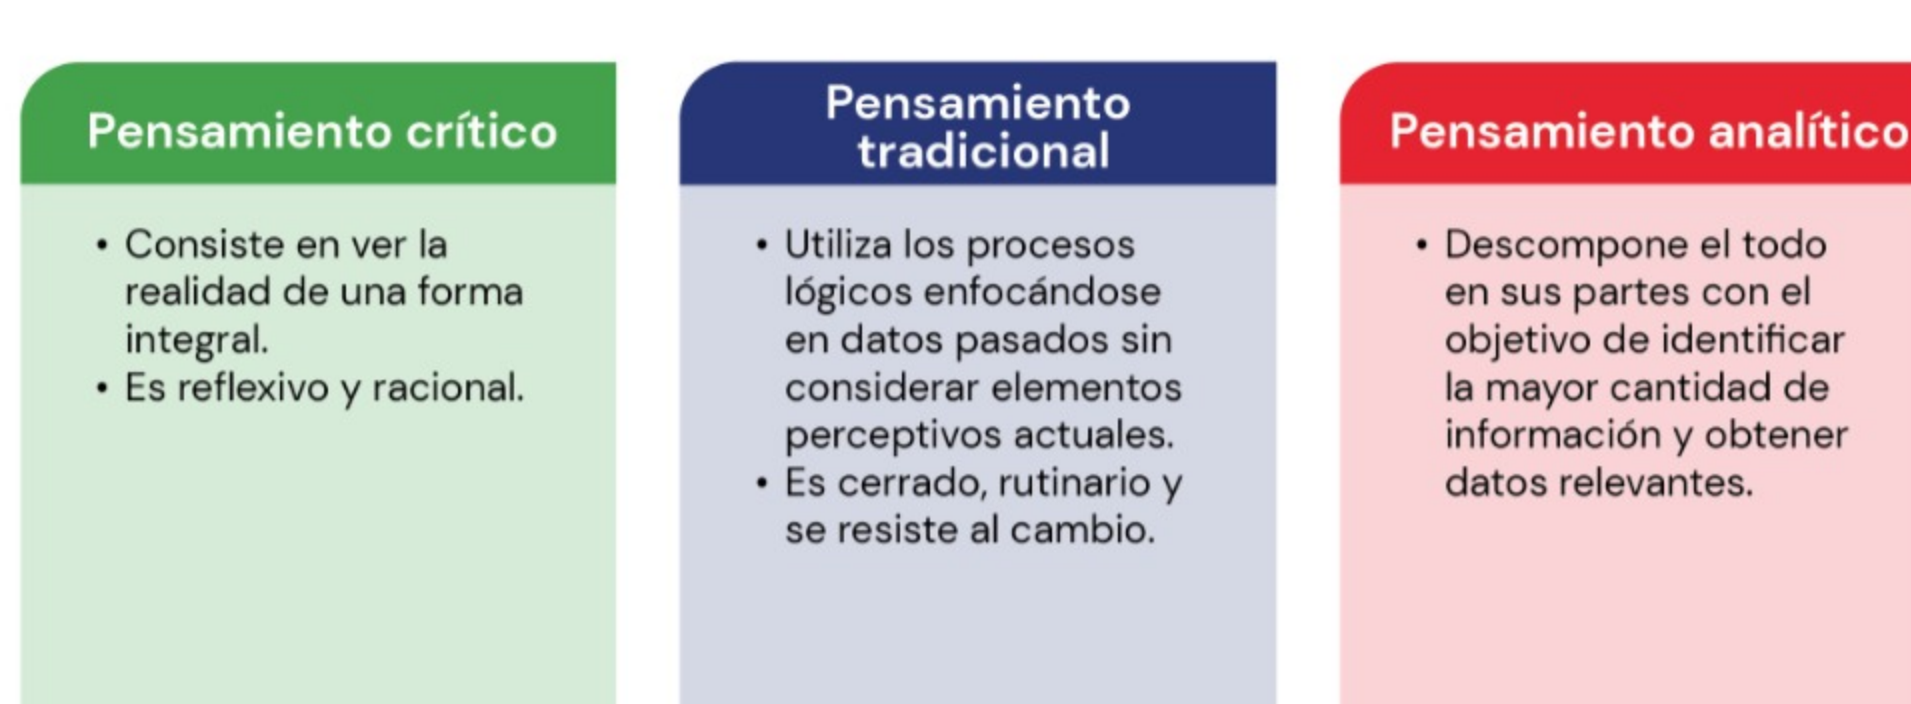 Pensamiento crítico
• Consiste en ver la
realidad de una forma
integral.
• Es reflexivo y racional.
Pensamiento
tradicional
• Utiliza los procesos
lógicos enfocándose
en datos pasados sin
considerar elementos
perceptivos actuales.
• Es cerrado, rutinario y
se resiste al cambio.
Pensamiento analítico
• Descompone el todo
en sus partes con el
objetivo de identificar
la mayor cantidad de
información y obtener
datos relevantes.